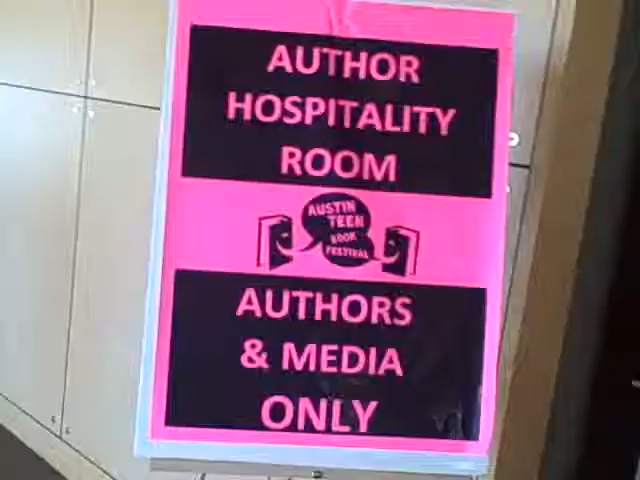 AUTHOR
HOSPITALITY
ROOM
AUSTIN
TEEN
BOOK
FESTIVAL
AUTHORS
& MEDIA
ONLY